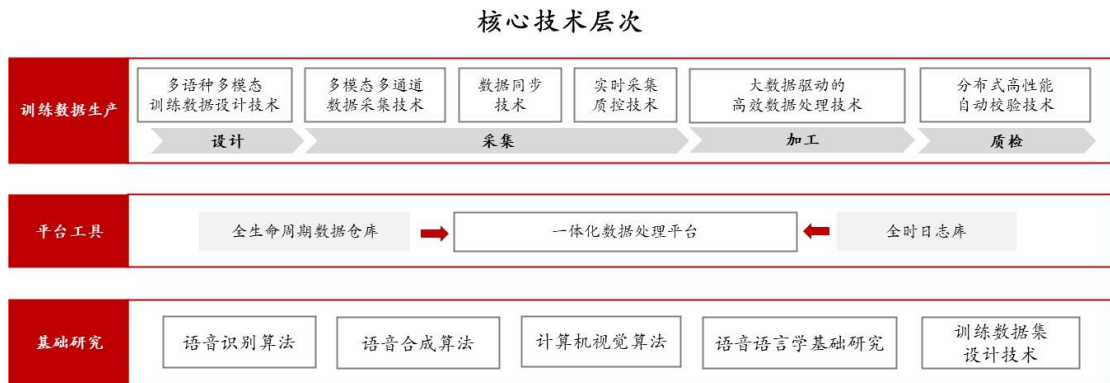 核心技术层次
训练数据生产
多语种多模态
训练数据设计技术
多模态多通道
数据采集技术
数据同步
技术
实时采集
质控技术
大数据驱动的
高效数据处理技术
分布式高性能
自动校验技术
设计
采集
加工
质检
平台工具
全生命周期数据仓库
一体化数据处理平台
全时日志库
基础研究
语音识别算法
语音合成算法
计算机视觉算法
语音语言学基础研究
训练数据集
设计技术